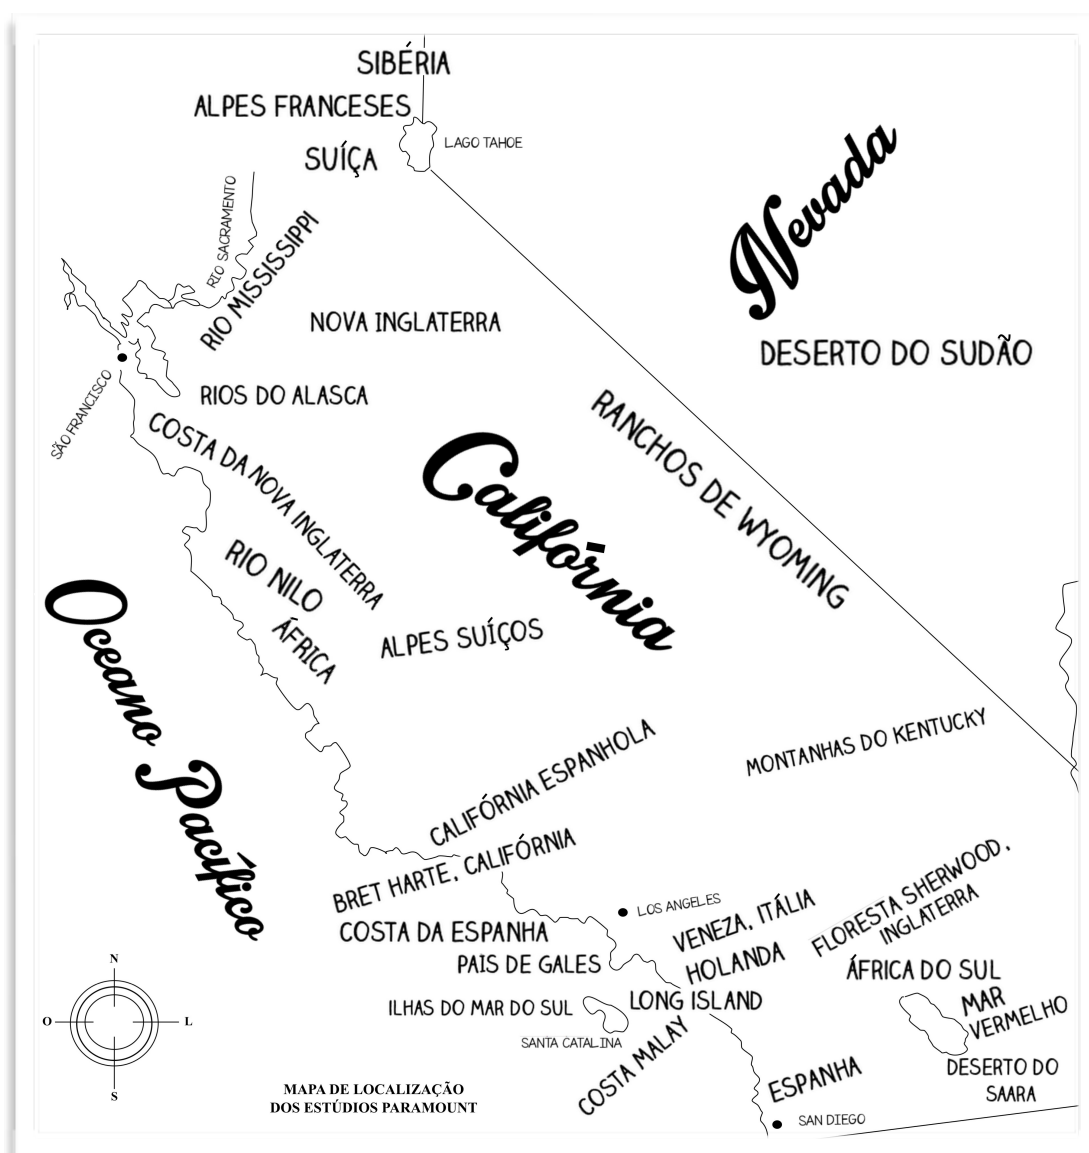 SIBÉRIA
ALPES FRANCESES
LAGO TAHOE
SUÍÇA
Nevada
RIO SACRAMENTO
RIO MISSISSIPPI
NOVA INGLATERRA
DESERTO DO SUDÃO
SÃO FRANCISCO
RIOS DO ALASCA
RANCHOS DE WYOMING
COSTA DA NOVA INGLATERRA
Califórnia
RIO NILO
ÁFRICA
ALPES SUÍÇOS
Oceano Pacífico
MONTANHAS DO KENTUCKY
CALIFÓRNIA ESPANHOLA
BRET HARTE, CALIFÓRNIA
LOS ANGELES
COSTA DA ESPANHA
VENEZA, ITÁLIA
FLORESTA SHERWOOD,
INGLATERRA
PAIS DE GALES
HOLANDA
ÁFRICA DO SUL
ILHAS DO MAR DO SUL
LONG ISLAND
MAR
VERMELHO
SANTA CATALINA
COSTA MALAY
ESPANHA
DESERTO DO
SAARA
SAN DIEGO
N
O
L
S
MAPA DE LOCALIZAÇÃO
DOS ESTÚDIOS PARAMOUNT